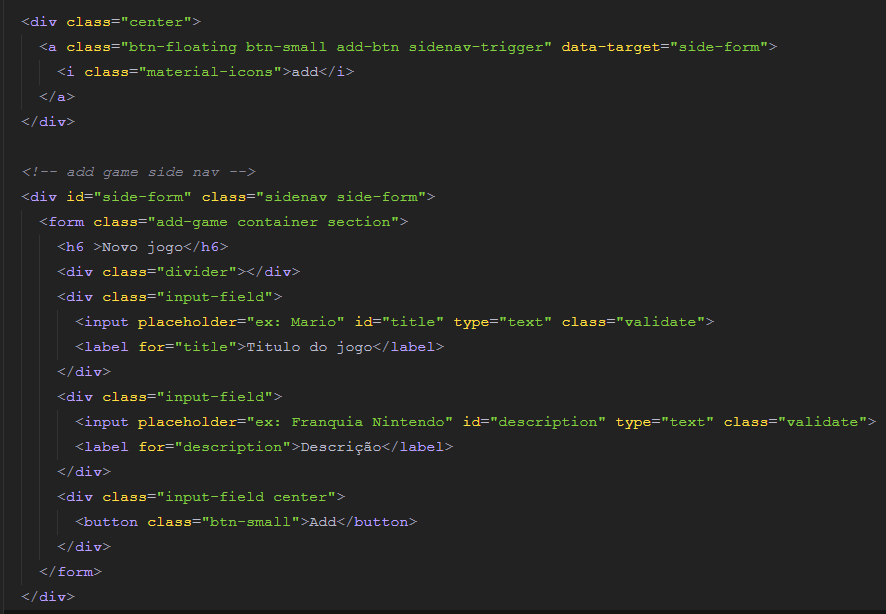 <div class="center">
<a class="btn-floating btn-small add-btn sidenav-trigger" data-target="side-form">
<i class="material-icons">add</i>
</a>
</div>
<!-- add game side nav -->
<div id="side-form" class="sidenav side-form">
<form class="add-game container section">
<h6 >Novo jogo</h6>
<div class="divider"></div>
<div class="input-field">
<input placeholder="ex: Mario" id="title" type="text" class="validate">
<label for="title">Titulo do jogo</label>
</div>
<div class="input-field">
<input placeholder="ex: Franquia Nintendo" id="description" type="text" class="validate">
<label for="description">Descrição</label>
</div>
<div class="input-field center">
<button class="btn-small">Add</button>
</div>
</form>
</div>